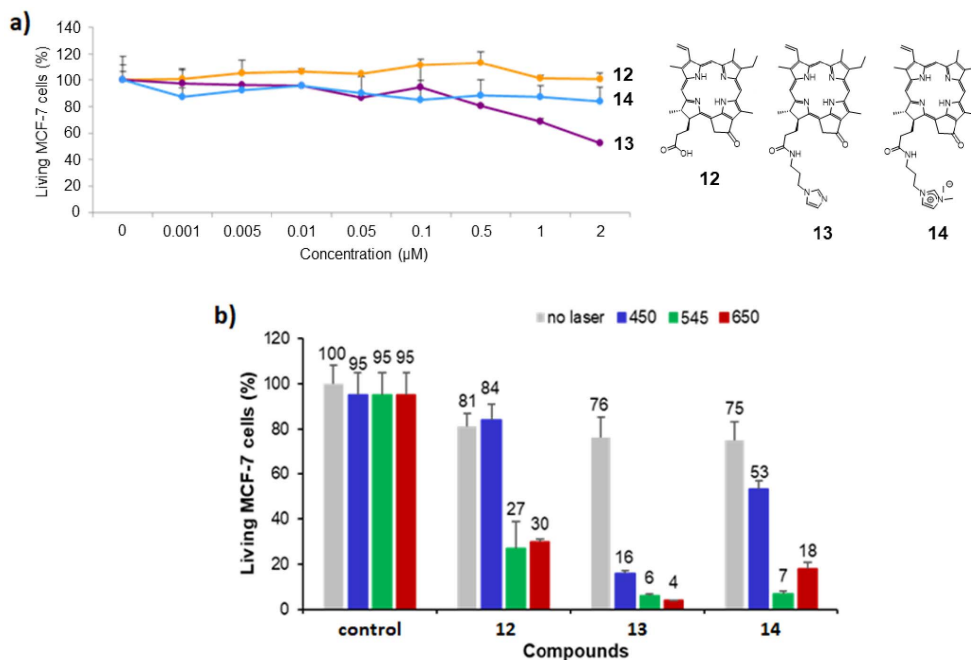 a)
Living MCF-7 cells (%)
140
120
100
80
60
40
20
0
12
14
13
0 0.001 0.005 0.01 0.05 0.1 0.5 1 2
Concentration (µM)
NH N
N HN
O OH
O
12
NH N
N HN
O NH
O
N N
13
NH N
N HN
O NH
O
N ⊕ N I ⊖
14
b)
no laser 450 545 650
Living MCF-7 cells (%)
120
100
80
60
40
20
0
100 95 95 95
81 84 27 30
76 16 6 4
75 53 7 18
control 12 13 14
Compounds